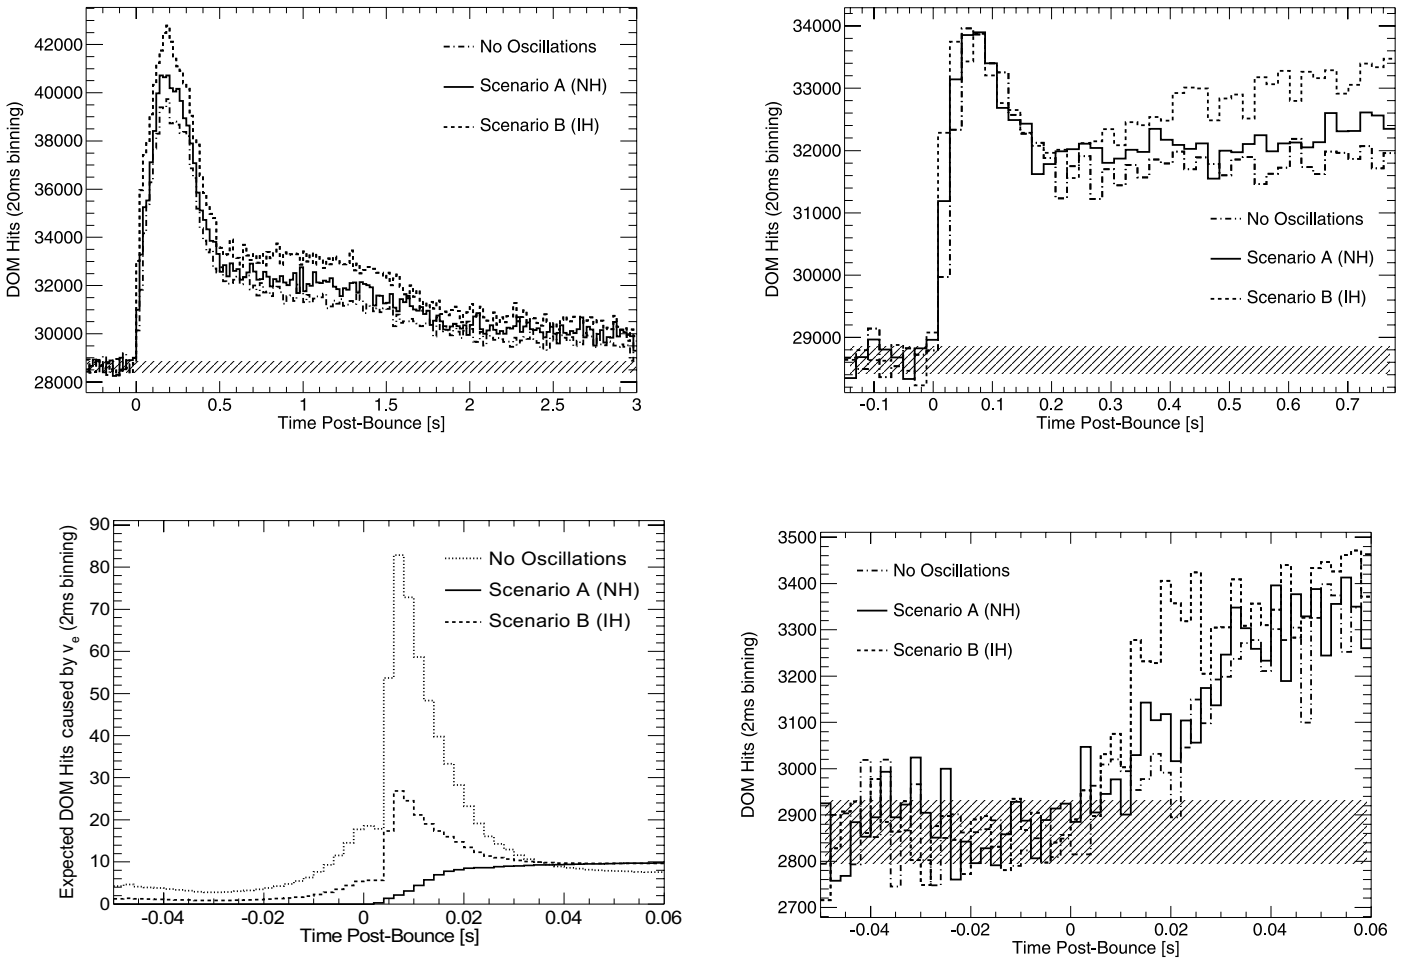 DOM Hits (20ms binning)
42000
40000
38000
36000
34000
32000
30000
28000
No Oscillations
Scenario A (NH)
Scenario B (IH)
0 0.5 1 1.5 2 2.5 3
Time Post-Bounce [s]
DOM Hits (20ms binning)
34000
33000
32000
31000
30000
29000
No Oscillations
Scenario A (NH)
Scenario B (IH)
-0.1 0 0.1 0.2 0.3 0.4 0.5 0.6 0.7
Time Post-Bounce [s]
Expected DOM Hits caused by νe (2ms binning)
90
80
70
60
50
40
30
20
10
0
No Oscillations
Scenario A (NH)
Scenario B (IH)
-0.04 -0.02 0 0.02 0.04 0.06
Time Post-Bounce [s]
DOM Hits (2ms binning)
3500
3400
3300
3200
3100
3000
2900
2800
2700
No Oscillations
Scenario A (NH)
Scenario B (IH)
-0.04 -0.02 0 0.02 0.04 0.06
Time Post-Bounce [s]